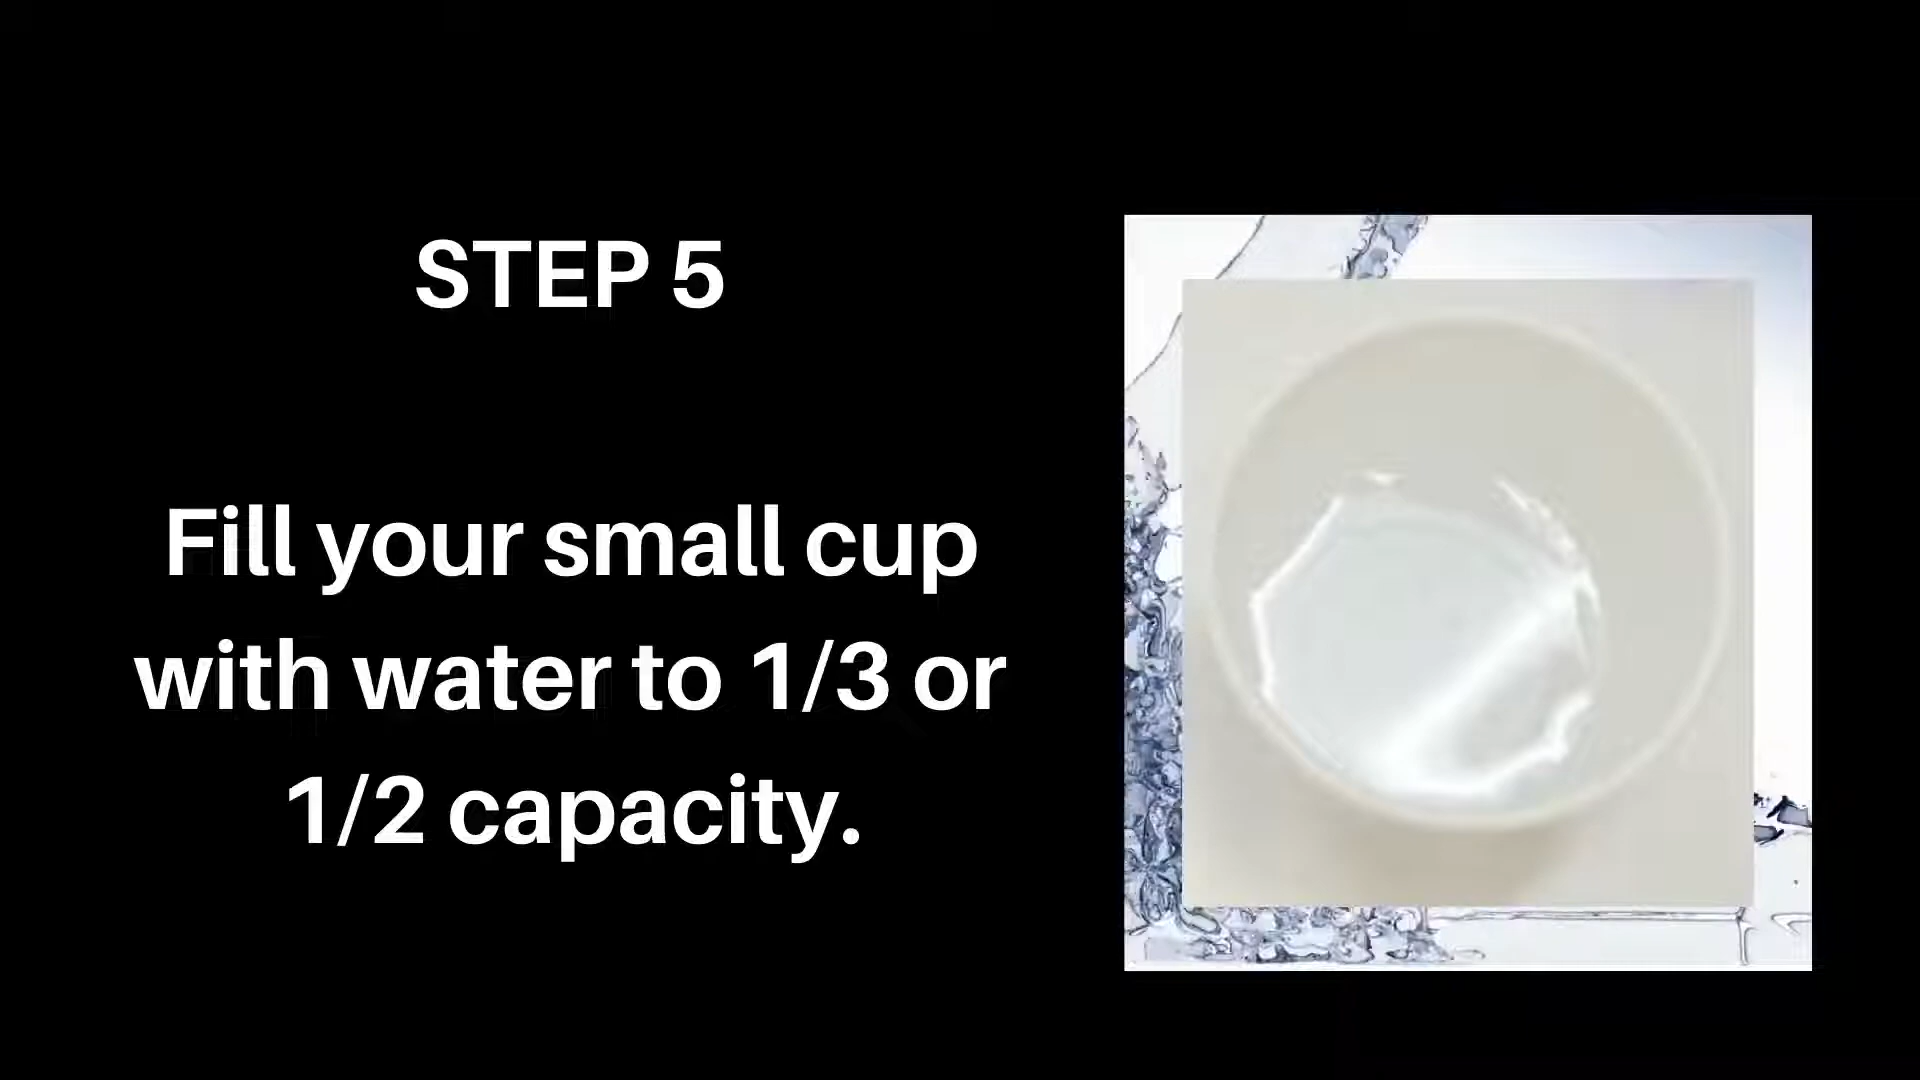 STEP 5
Fill your small cup
with water to 1/3 or
1/2 capacity.